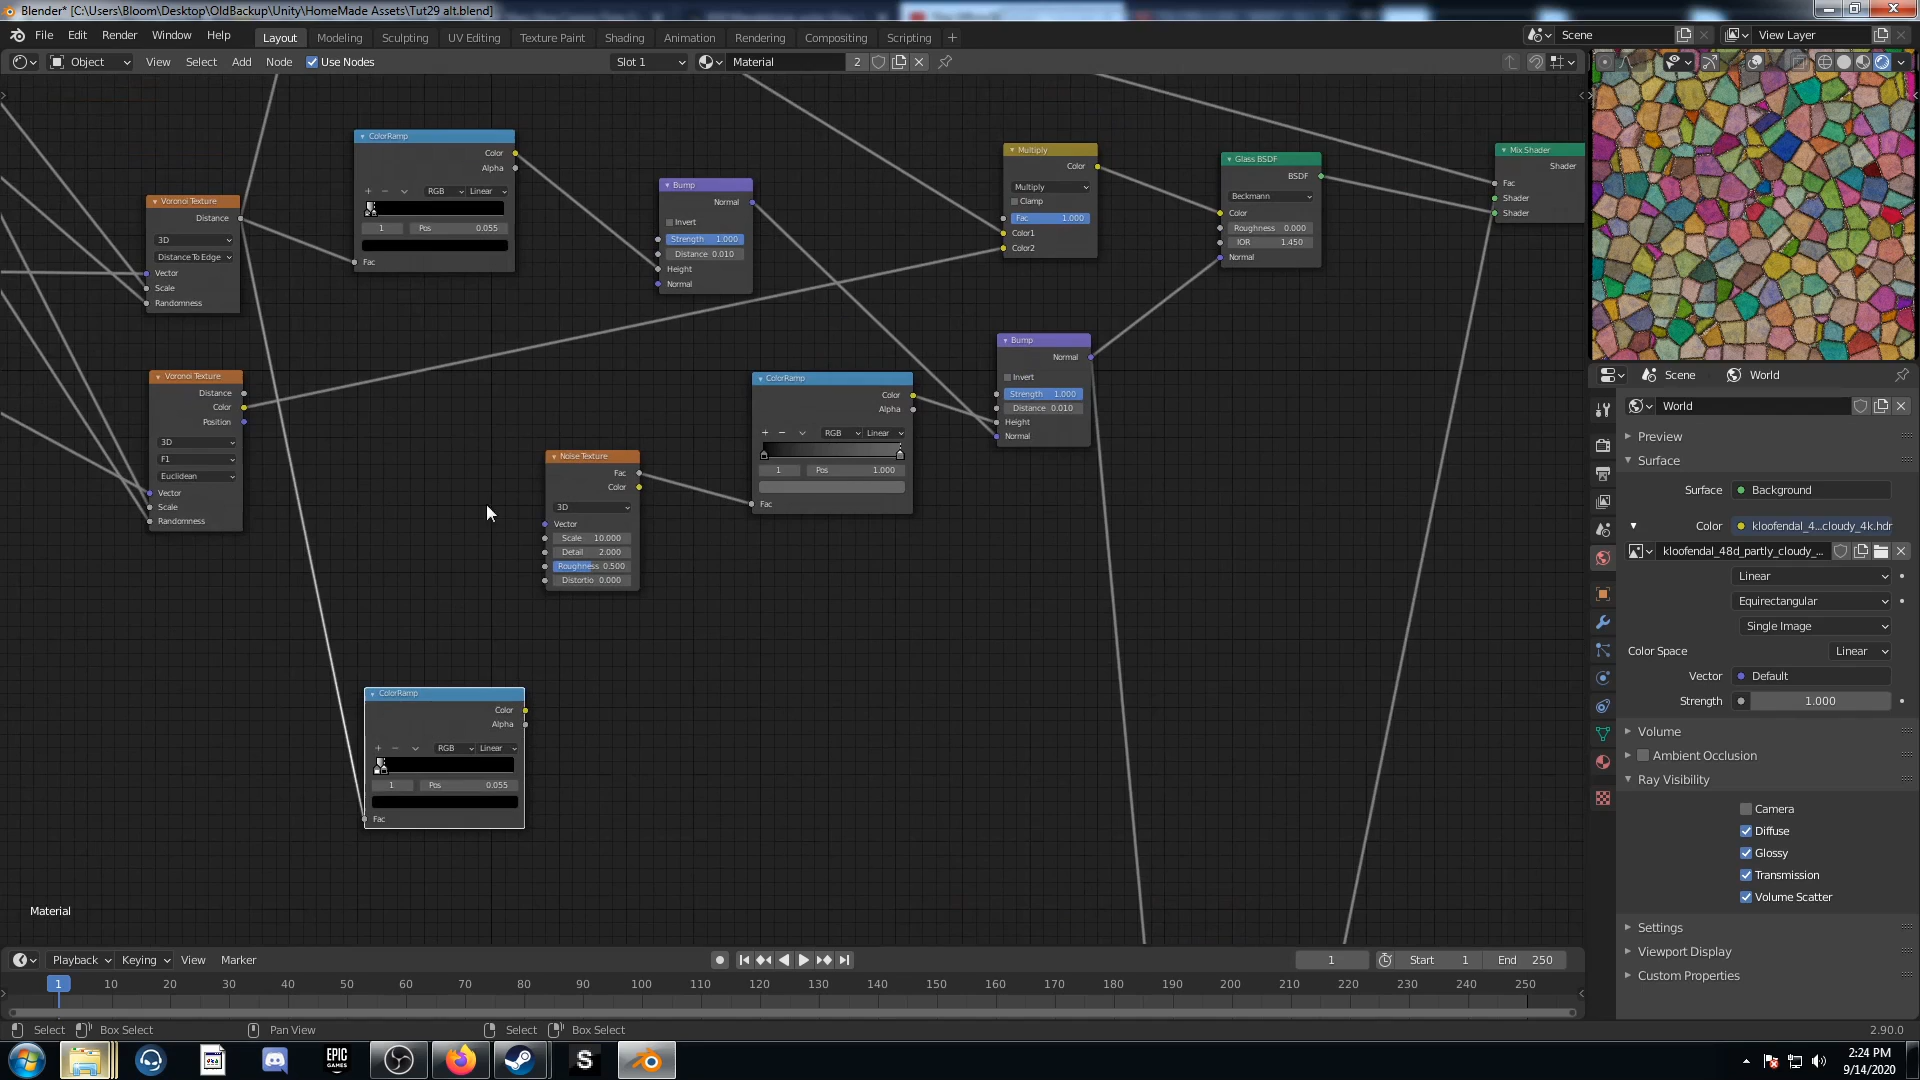 Blender* [C:\Users\Bloom\Desktop\OldBackup\Unity\HomeMade Assets\Tut29 alt.blend]
File Edit Render Window Help Layout Modeling Sculpting UV Editing Texture Paint Shading Animation Rendering Compositing Scripting + Scene View Layer
Object View Select Add Node Use Nodes Slot 1 Material 2
ColorRamp
Color
Alpha
RGB Linear
1 Pos 0.055
Fac
Voronoi Texture
Distance
3D
Distance To Edge
Vector
Scale
Randomness
Bump
Normal
Invert
Strength 1.000
Distance 0.010
Height
Normal
Multiply
Color
Multiply
Clamp
Fac 1.000
Color1
Color2
Glass BSDF
BSDF
Beckmann
Color
Roughness 0.000
IOR 1.450
Normal
Mix Shader
Shader
Fac
Shader
Shader
Voronoi Texture
Distance
Color
Position
3D
F1
Euclidean
Vector
Scale
Randomness
Noise Texture
Fac
Color
3D
Vector
Scale 10.000
Detail 2.000
Roughness 0.500
Distortio 0.000
ColorRamp
Color
Alpha
RGB Linear
1 Pos 1.000
Fac
Bump
Normal
Invert
Strength 1.000
Distance 0.010
Height
Normal
ColorRamp
Color
Alpha
RGB Linear
1 Pos 0.055
Fac
Material
Scene World
World
Preview
Surface
Surface Background
Color kloofendal_4...cloudy_4k.hdr
kloofendal_48d_partly_cloudy_...
Linear
Equirectangular
Single Image
Color Space Linear
Vector Default
Strength 1.000
Volume
Ambient Occlusion
Ray Visibility
Camera
Diffuse
Glossy
Transmission
Volume Scatter
Settings
Viewport Display
Custom Properties
Playback Keying View Marker 1 Start 1 End 250
1 10 20 30 40 50 60 70 80 90 100 110 120 130 140 150 160 170 180 190 200 210 220 230 240 250
Select Box Select Pan View Select Box Select 2.90.0
EPIC GAMES
S
2:24 PM
9/14/2020